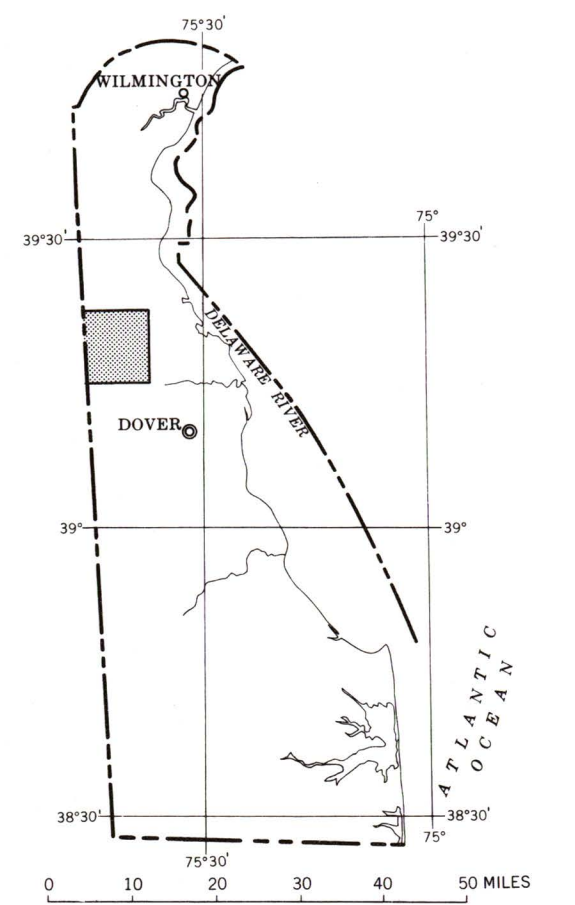 75°30'
WILMINGTON
75°
39°30'
39°30'
DELAWARE RIVER
DOVER
39°
39°
ATLANTIC
OCEAN
38°30'
38°30'
75°
75°30'
0 10 20 30 40 50 MILES